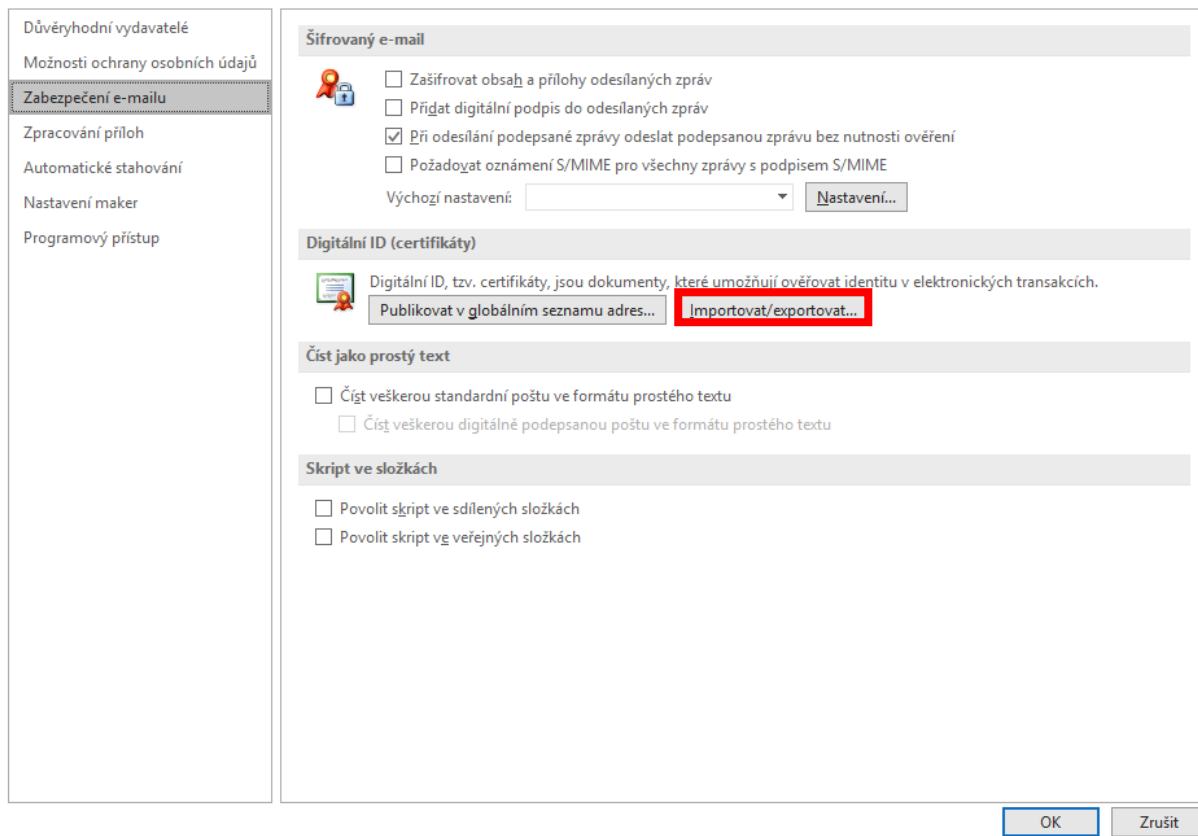 Důvěryhodní vydavatelé
Možnosti ochrany osobních údajů
Zabezpečení e-mailu
Zpracování příloh
Automatické stahování
Nastavení maker
Programový přístup
Šifrovaný e-mail
Zašifrovat obsah a přílohy odesílaných zpráv
Přidat digitální podpis do odesílaných zpráv
Při odesílání podepsané zprávy odeslat podepsanou zprávu bez nutnosti ověření
Požadovat oznámení S/MIME pro všechny zprávy s podpisem S/MIME
Výchozí nastavení: Nastavení...
Digitální ID (certifikáty)
Digitální ID, tzv. certifikáty, jsou dokumenty, které umožňují ověřovat identitu v elektronických transakcích.
Publikovat v globálním seznamu adres... Importovat/exportovat...
Číst jako prostý text
Číst veškerou standardní poštu ve formátu prostého textu
Číst veškerou digitálně podepsanou poštu ve formátu prostého textu
Skript ve složkách
Povolit skript ve sdílených složkách
Povolit skript ve veřejných složkách
OK Zrušit